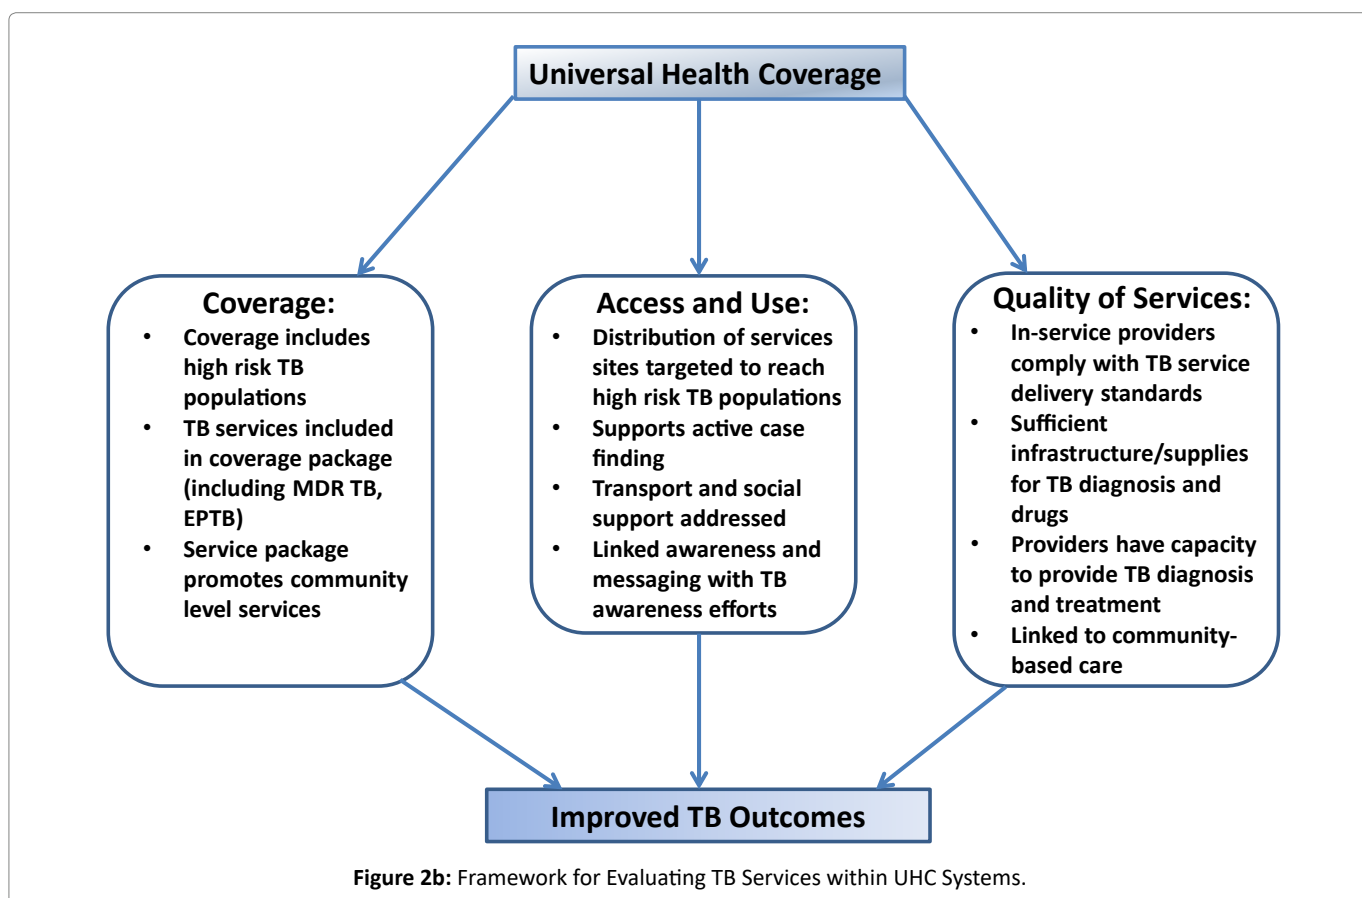 Universal Health Coverage
Coverage:
• Coverage includes
high risk TB
populations
• TB services included
in coverage package
(including MDR TB,
EPTB)
• Service package
promotes community
level services
Access and Use:
• Distribution of services
sites targeted to reach
high risk TB populations
• Supports active case
finding
• Transport and social
support addressed
• Linked awareness and
messaging with TB
awareness efforts
Quality of Services:
• In-service providers
comply with TB service
delivery standards
• Sufficient
infrastructure/supplies
for TB diagnosis and
drugs
• Providers have capacity
to provide TB diagnosis
and treatment
• Linked to community-
based care
Improved TB Outcomes
Figure 2b: Framework for Evaluating TB Services within UHC Systems.